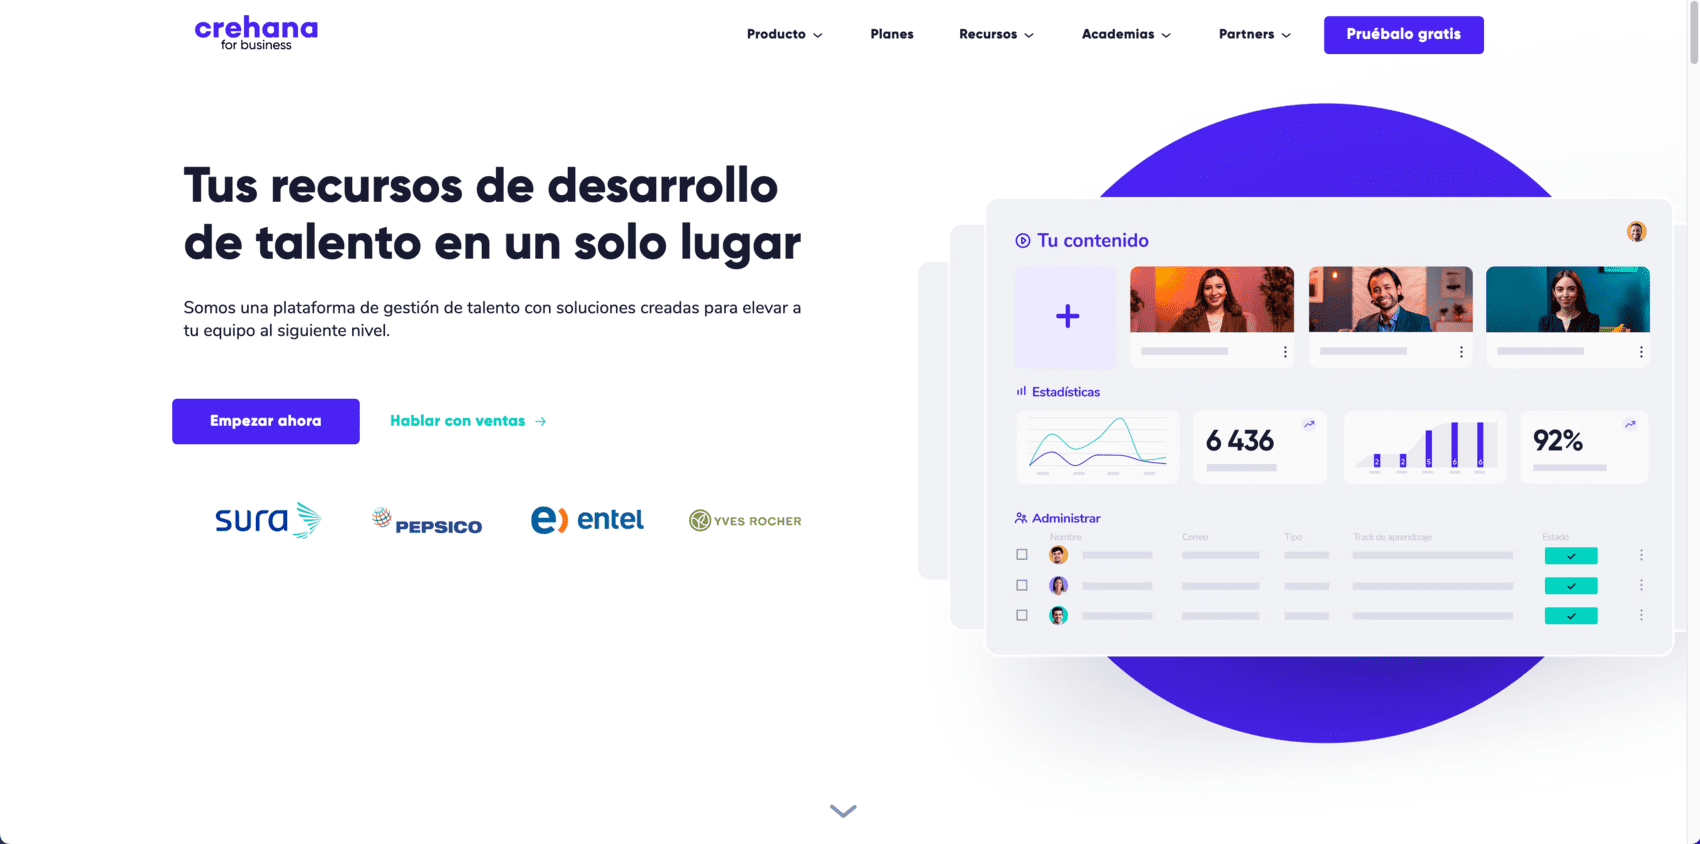 crehana
for business
Producto
Planes
Recursos
Academias
Partners
Pruébalo gratis
Tus recursos de desarrollo
de talento en un solo lugar
Somos una plataforma de gestión de talento con soluciones creadas para elevar a
tu equipo al siguiente nivel.
Empezar ahora
Hablar con ventas →
sura
PEPSICO
e) entel
YR YVES ROCHER
Tu contenido
+
Estadísticas
6 436
2 2 5 6 6
92%
Administrar
Nombre Correo Tipo Track de aprendizaje Estado